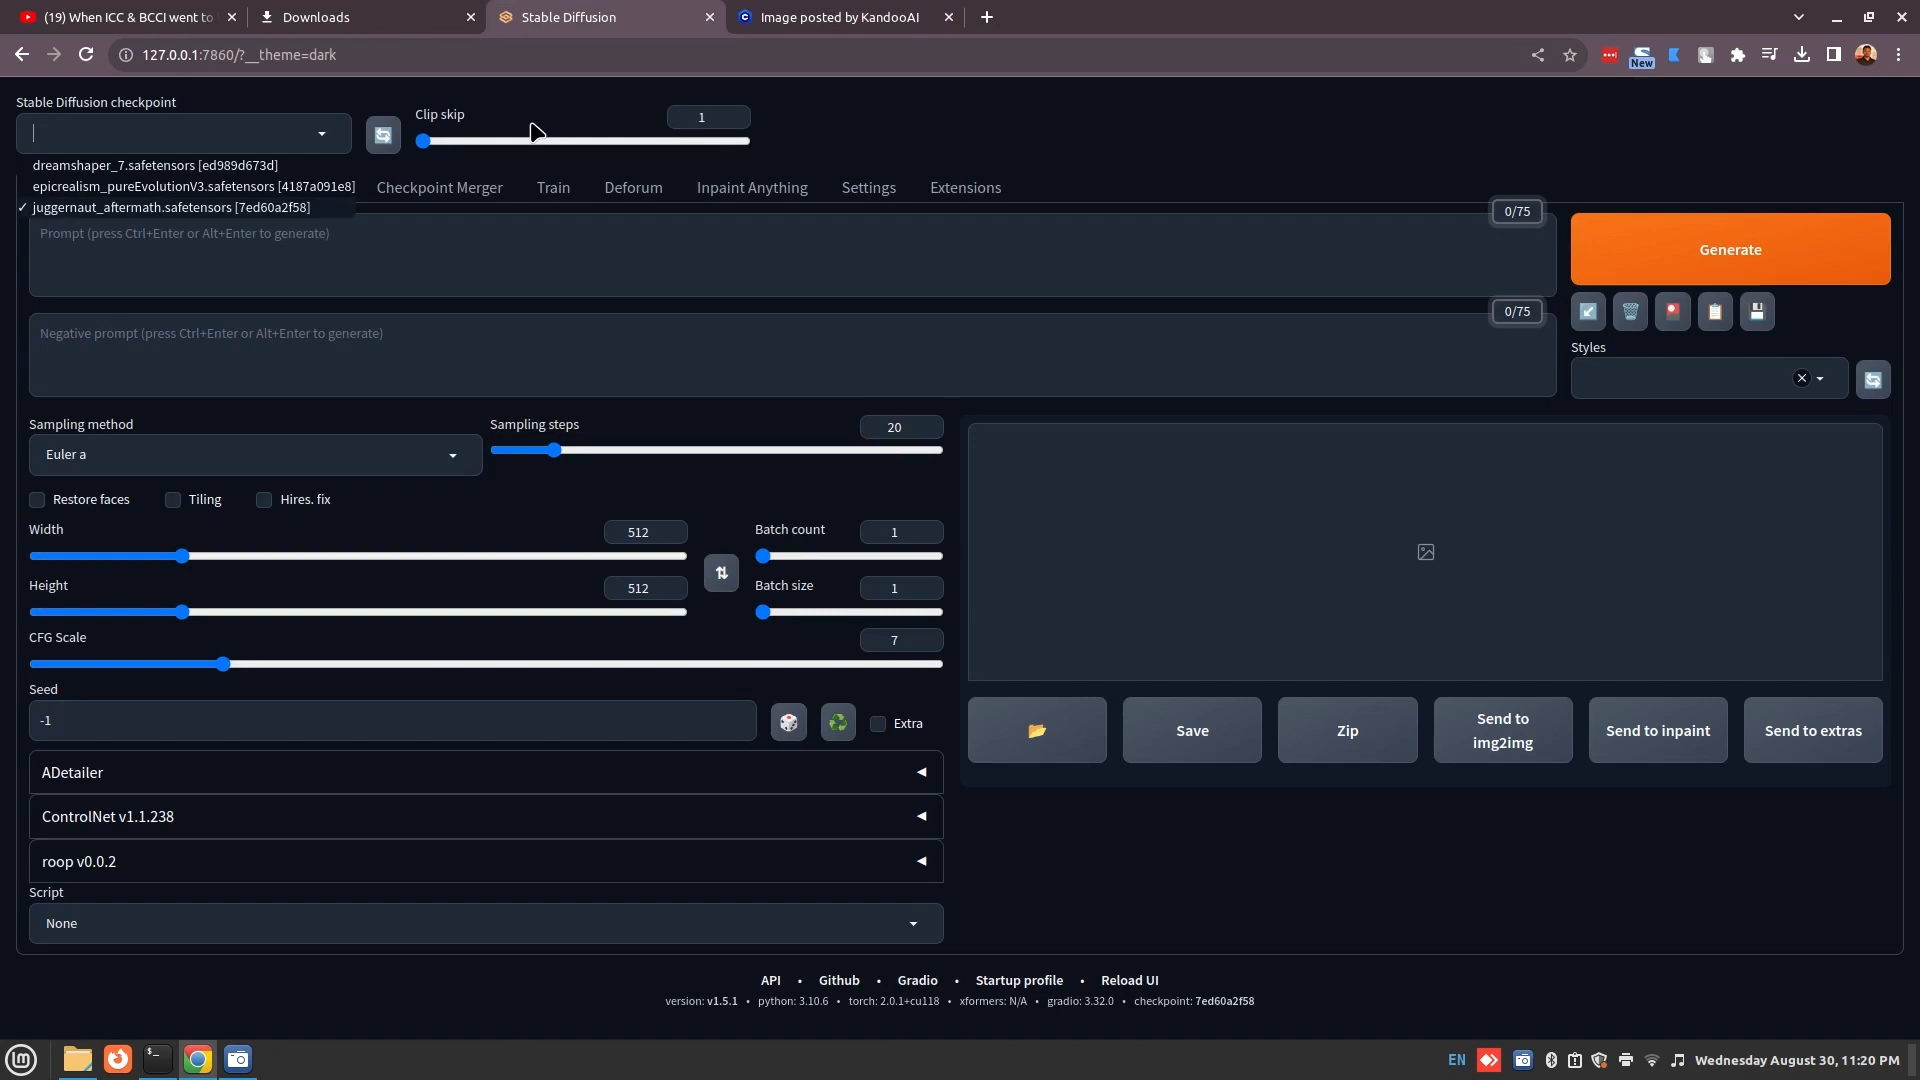 (19) When ICC & BCCI went to
Downloads
Stable Diffusion
Image posted by KandooAI
127.0.0.1:7860/?__theme=dark
New
Stable Diffusion checkpoint
Clip skip
1
dreamshaper_7.safetensors [ed989d673d]
epicrealism_pureEvolutionV3.safetensors [4187a091e8]
✓ juggernaut_aftermath.safetensors [7ed60a2f58]
Checkpoint Merger
Train
Deforum
Inpaint Anything
Settings
Extensions
0/75
Prompt (press Ctrl+Enter or Alt+Enter to generate)
Generate
0/75
Negative prompt (press Ctrl+Enter or Alt+Enter to generate)
Styles
Sampling method
Euler a
Sampling steps
20
Restore faces
Tiling
Hires. fix
Width
512
Batch count
1
Height
512
Batch size
1
CFG Scale
7
Seed
-1
Extra
Save
Zip
Send to
img2img
Send to inpaint
Send to extras
ADetailer
ControlNet v1.1.238
roop v0.0.2
Script
None
API • Github • Gradio • Startup profile • Reload UI
version: v1.5.1 • python: 3.10.6 • torch: 2.0.1+cu118 • xformers: N/A • gradio: 3.32.0 • checkpoint: 7ed60a2f58
EN
Wednesday August 30, 11:20 PM